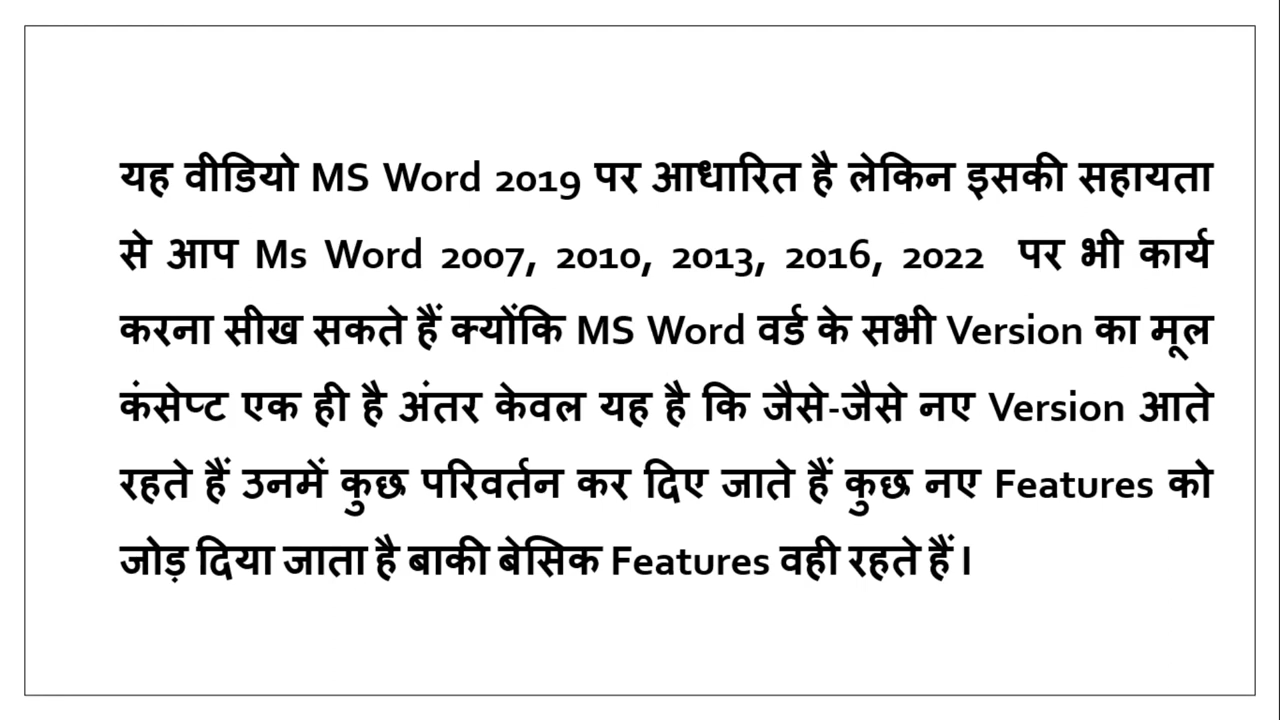 यह वीडियो MS Word 2019 पर आधारित है लेकिन इसकी सहायता
से आप Ms Word 2007, 2010, 2013, 2016, 2022 पर भी कार्य
करना सीख सकते हैं क्योंकि MS Word वर्ड के सभी Version का मूल
कंसेप्ट एक ही है अंतर केवल यह है कि जैसे-जैसे नए Version आते
रहते हैं उनमें कुछ परिवर्तन कर दिए जाते हैं कुछ नए Features को
जोड़ दिया जाता है बाकी बेसिक Features वही रहते हैं।